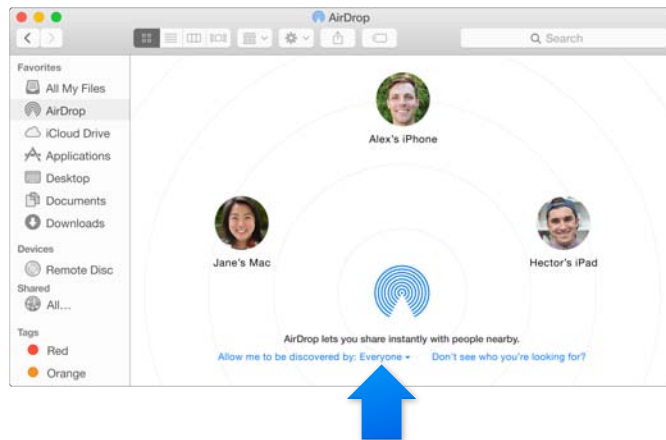 AirDrop
Search
Favorites
All My Files
AirDrop
iCloud Drive
Applications
Desktop
Documents
Downloads
Devices
Remote Disc
Shared
All...
Tags
Red
Orange
Alex's iPhone
Jane's Mac
Hector's iPad
AirDrop lets you share instantly with people nearby.
Allow me to be discovered by: Everyone Don't see who you're looking for?